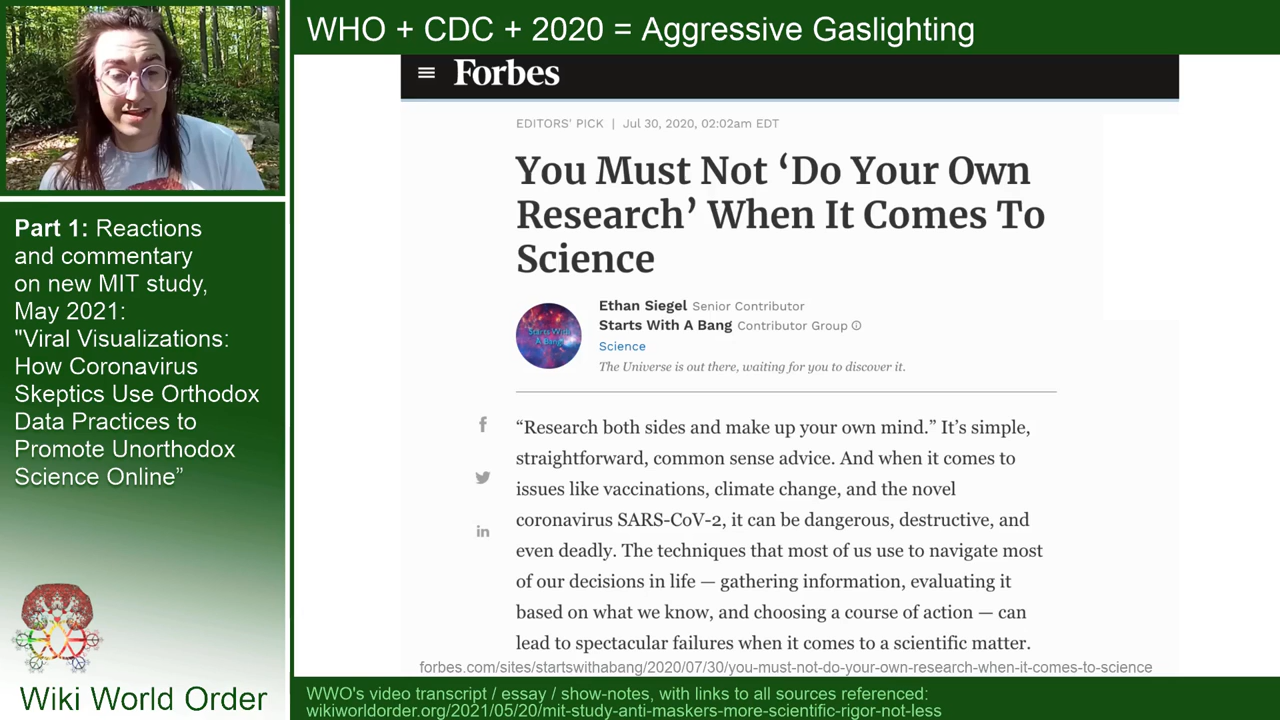 WHO + CDC + 2020 = Aggressive Gaslighting
Forbes
EDITORS' PICK | Jul 30, 2020, 02:02am EDT
You Must Not ‘Do Your Own
Research’ When It Comes To
Science
Ethan Siegel Senior Contributor
Starts With A Bang Contributor Group
Science
The Universe is out there, waiting for you to discover it.
Starts With
A Bang!
“Research both sides and make up your own mind.” It’s simple,
straightforward, common sense advice. And when it comes to
issues like vaccinations, climate change, and the novel
coronavirus SARS-CoV-2, it can be dangerous, destructive, and
even deadly. The techniques that most of us use to navigate most
of our decisions in life — gathering information, evaluating it
based on what we know, and choosing a course of action — can
lead to spectacular failures when it comes to a scientific matter.
forbes.com/sites/startswithabang/2020/07/30/you-must-not-do-your-own-research-when-it-comes-to-science
Part 1: Reactions
and commentary
on new MIT study,
May 2021:
"Viral Visualizations:
How Coronavirus
Skeptics Use Orthodox
Data Practices to
Promote Unorthodox
Science Online”
Wiki World Order
WWO's video transcript / essay / show-notes, with links to all sources referenced:
wikiworldorder.org/2021/05/20/mit-study-anti-maskers-more-scientific-rigor-not-less